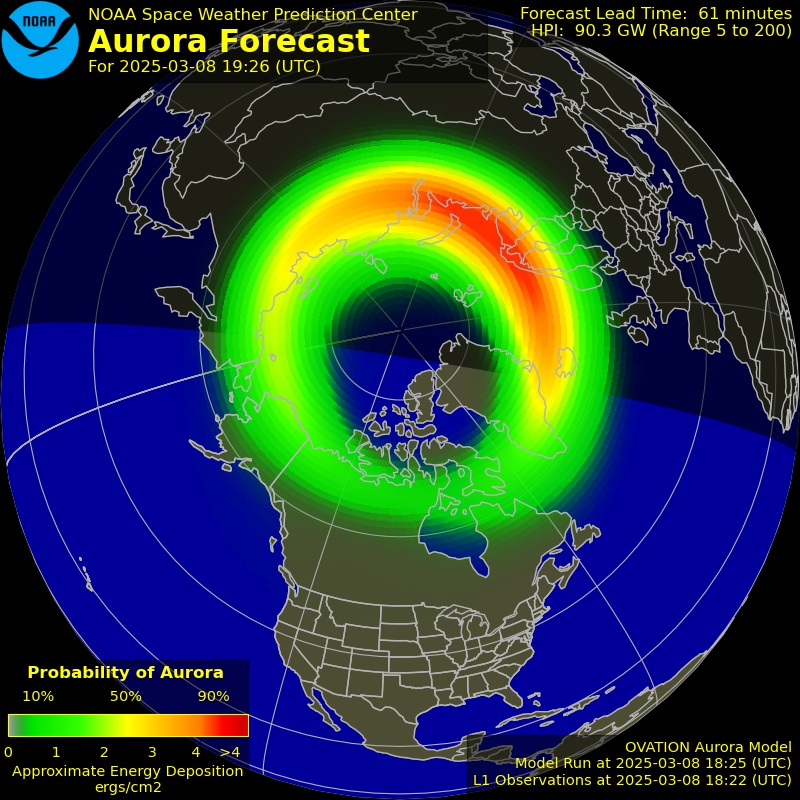 NOAA
NOAA Space Weather Prediction Center
Aurora Forecast
For 2025-03-08 19:26 (UTC)
Forecast Lead Time: 61 minutes
HPI: 90.3 GW (Range 5 to 200)
Probability of Aurora
10% 50% 90%
0 1 2 3 4 >4
Approximate Energy Deposition
ergs/cm2
OVATION Aurora Model
Model Run at 2025-03-08 18:25 (UTC)
L1 Observations at 2025-03-08 18:22 (UTC)